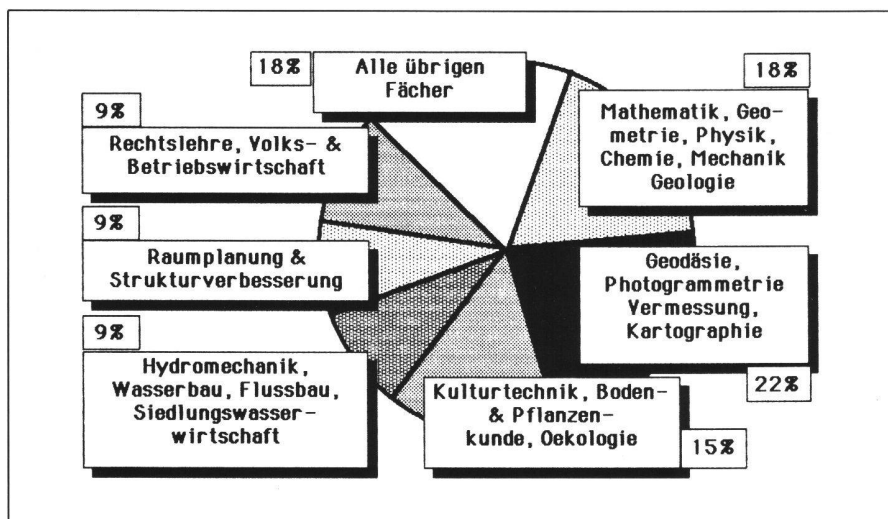 18%
Alle übrigen
Fächer
18%
Mathematik, Geo-
metrie, Physik,
Chemie, Mechanik
Geologie
9%
Rechtslehre, Volks- &
Betriebswirtschaft
9%
Raumplanung &
Strukturverbesserung
Geodäsie,
Photogrammetrie
Vermessung,
Kartographie
22%
9%
Hydromechanik,
Wasserbau, Flussbau,
Siedlungswasser-
wirtschaft
Kulturtechnik, Boden-
& Pflanzen-
kunde, Oekologie
15%